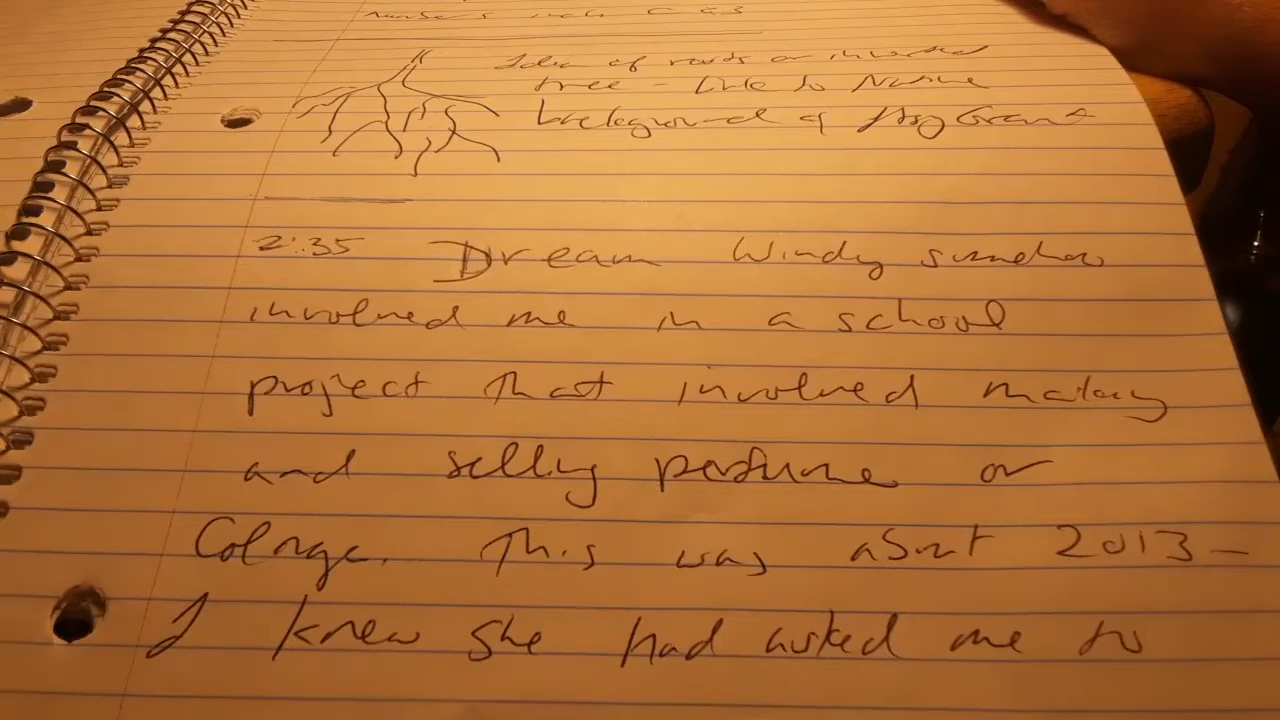 Idea of roots or inverted
tree - Link to Native
background of
2:35 Dream Windy somehow
involved me in a school
project that involved making
and selling perfume or
Cologne. This was about 2013-
I knew she had asked me to